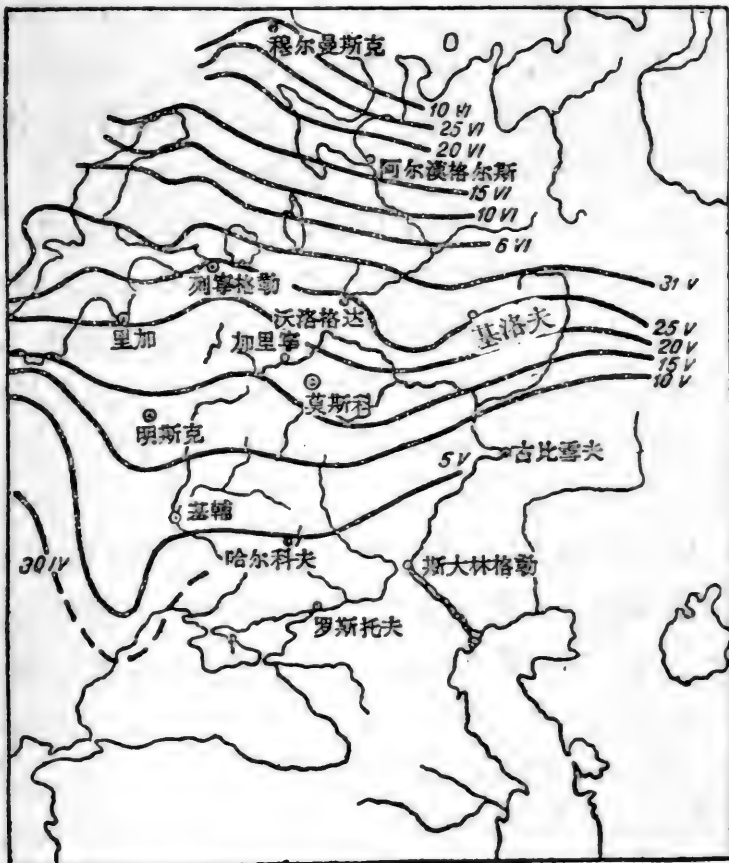 穆尔曼斯克
10 VI
25 VI
20 VI
阿尔汉格尔斯
15 VI
10 VI
6 VI
31 V
列宁格勒
沃洛格达
基洛夫
25 V
里加
加里宁
20 V
15 V
莫斯科
10 V
明斯克
古比雪夫
5 V
基辅
30 IV
哈尔科夫
斯大林格勒
罗斯托夫